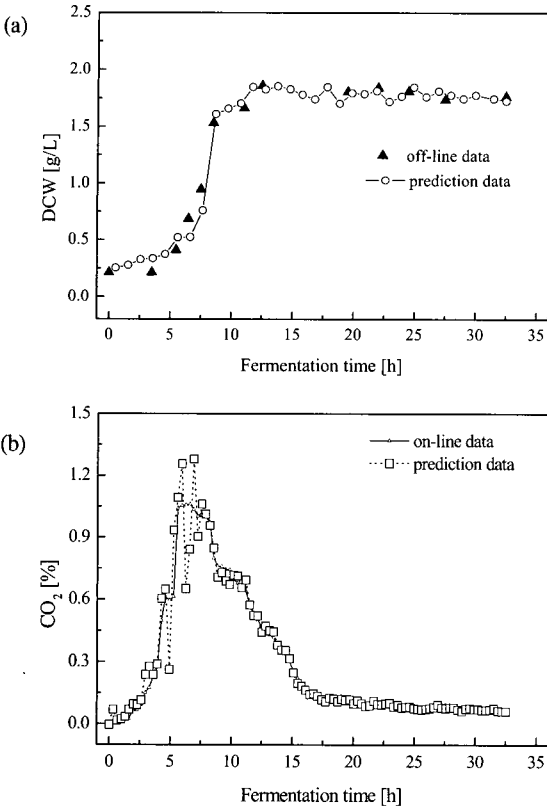 (a)
2.5
2.0
1.5
1.0
0.5
0.0
DCW [g/L]
off-line data
prediction data
0 5 10 15 20 25 30 35
Fermentation time [h]
(b)
1.5
1.2
0.9
0.6
0.3
0.0
CO₂ [%]
on-line data
prediction data
0 5 10 15 20 25 30 35
Fermentation time [h]